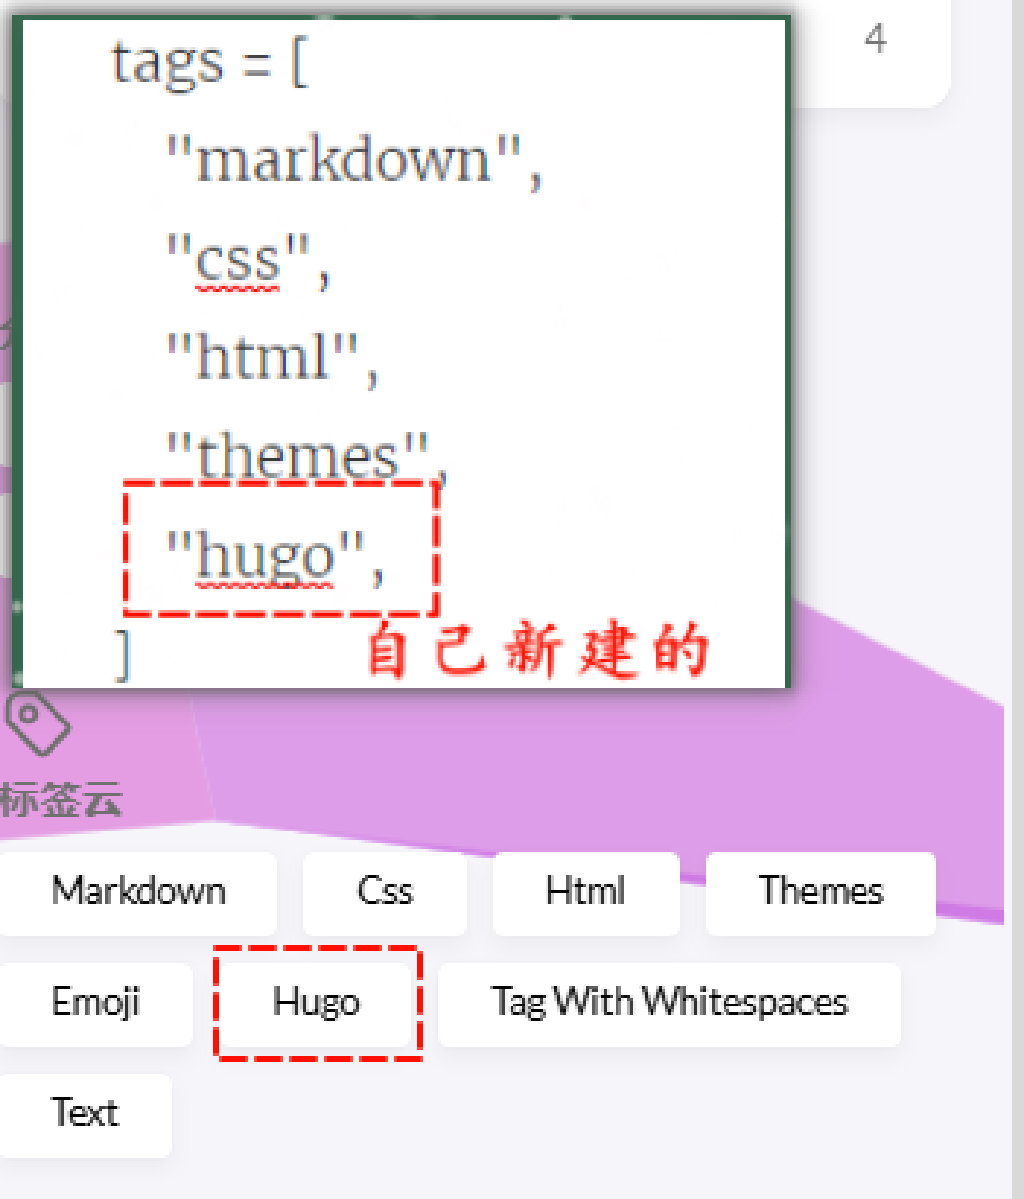 4
tags = [
"markdown",
"css",
"html",
"themes",
"hugo",
]
自己新建的
标签云
Markdown Css Html Themes
Emoji Hugo Tag With Whitespaces
Text